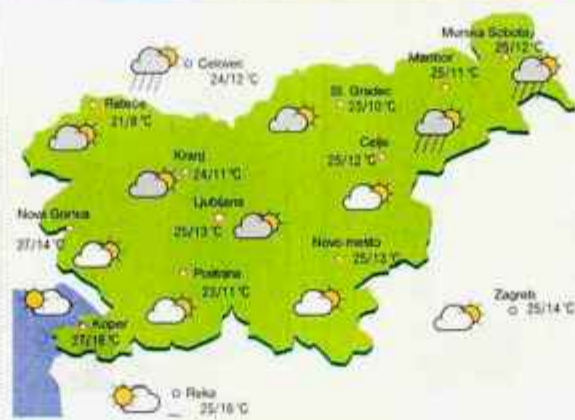 Murska Sobota
25/12 °C
Celovec
24/12 °C
Maribor
25/11 °C
Sl. Gradec
23/10 °C
Rateče
21/8 °C
Celje
25/12 °C
Kranj
24/11 °C
Ljubljana
25/13 °C
Nova Gorica
27/14 °C
Novo mesto
25/13 °C
Postojna
23/11 °C
Zagreb
25/14 °C
Koper
27/18 °C
Reka
25/16 °C